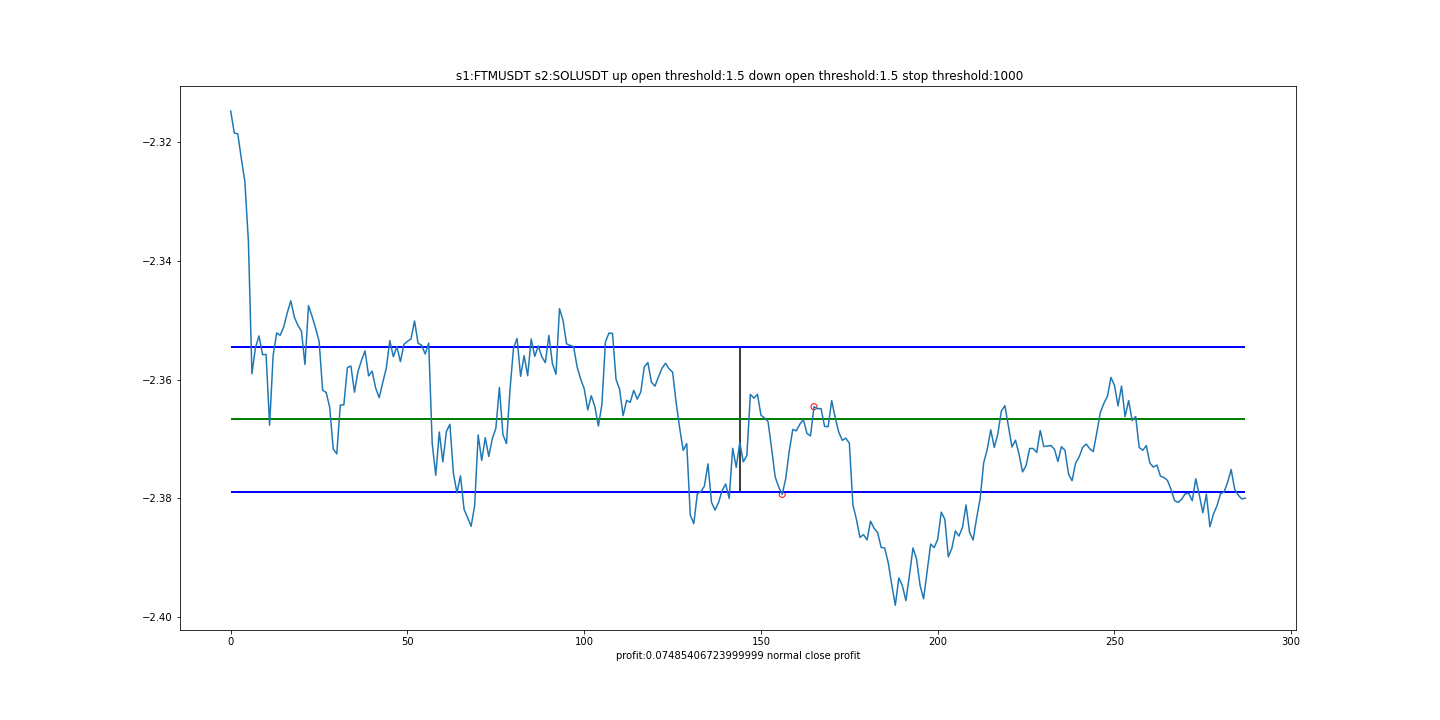 s1:FTMUSDT s2:SOLUSDT up open threshold:1.5 down open threshold:1.5 stop threshold:1000
−2.32
−2.34
−2.36
−2.38
−2.40
0 50 100 150 200 250 300
profit:0.07485406723999999 normal close profit